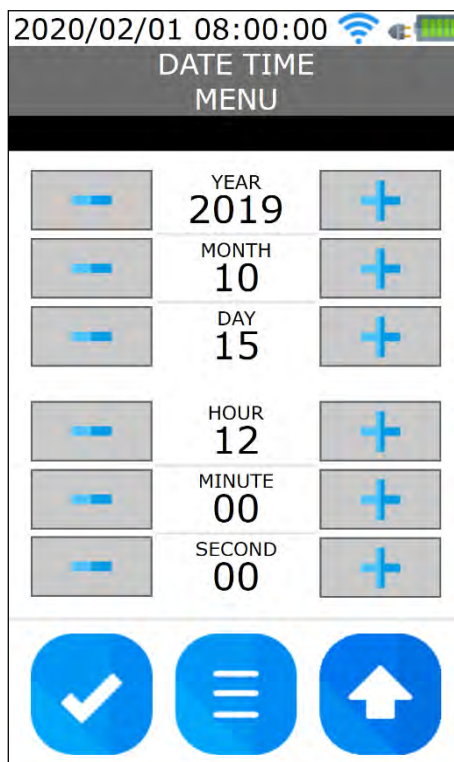 2020/02/01 08:00:00
DATE TIME
MENU
YEAR
2019
MONTH
10
DAY
15
HOUR
12
MINUTE
00
SECOND
00